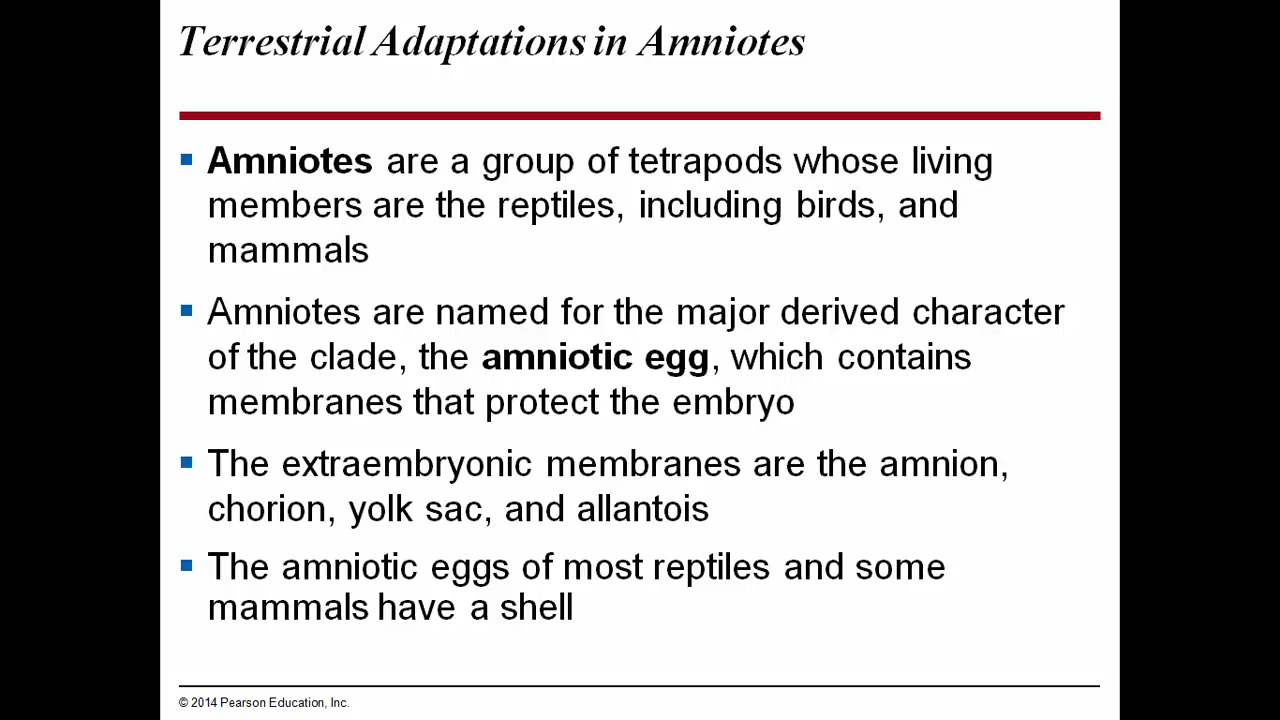 Terrestrial Adaptations in Amniotes
▪ Amniotes are a group of tetrapods whose living
members are the reptiles, including birds, and
mammals
▪ Amniotes are named for the major derived character
of the clade, the amniotic egg, which contains
membranes that protect the embryo
▪ The extraembryonic membranes are the amnion,
chorion, yolk sac, and allantois
▪ The amniotic eggs of most reptiles and some
mammals have a shell
© 2014 Pearson Education, Inc.